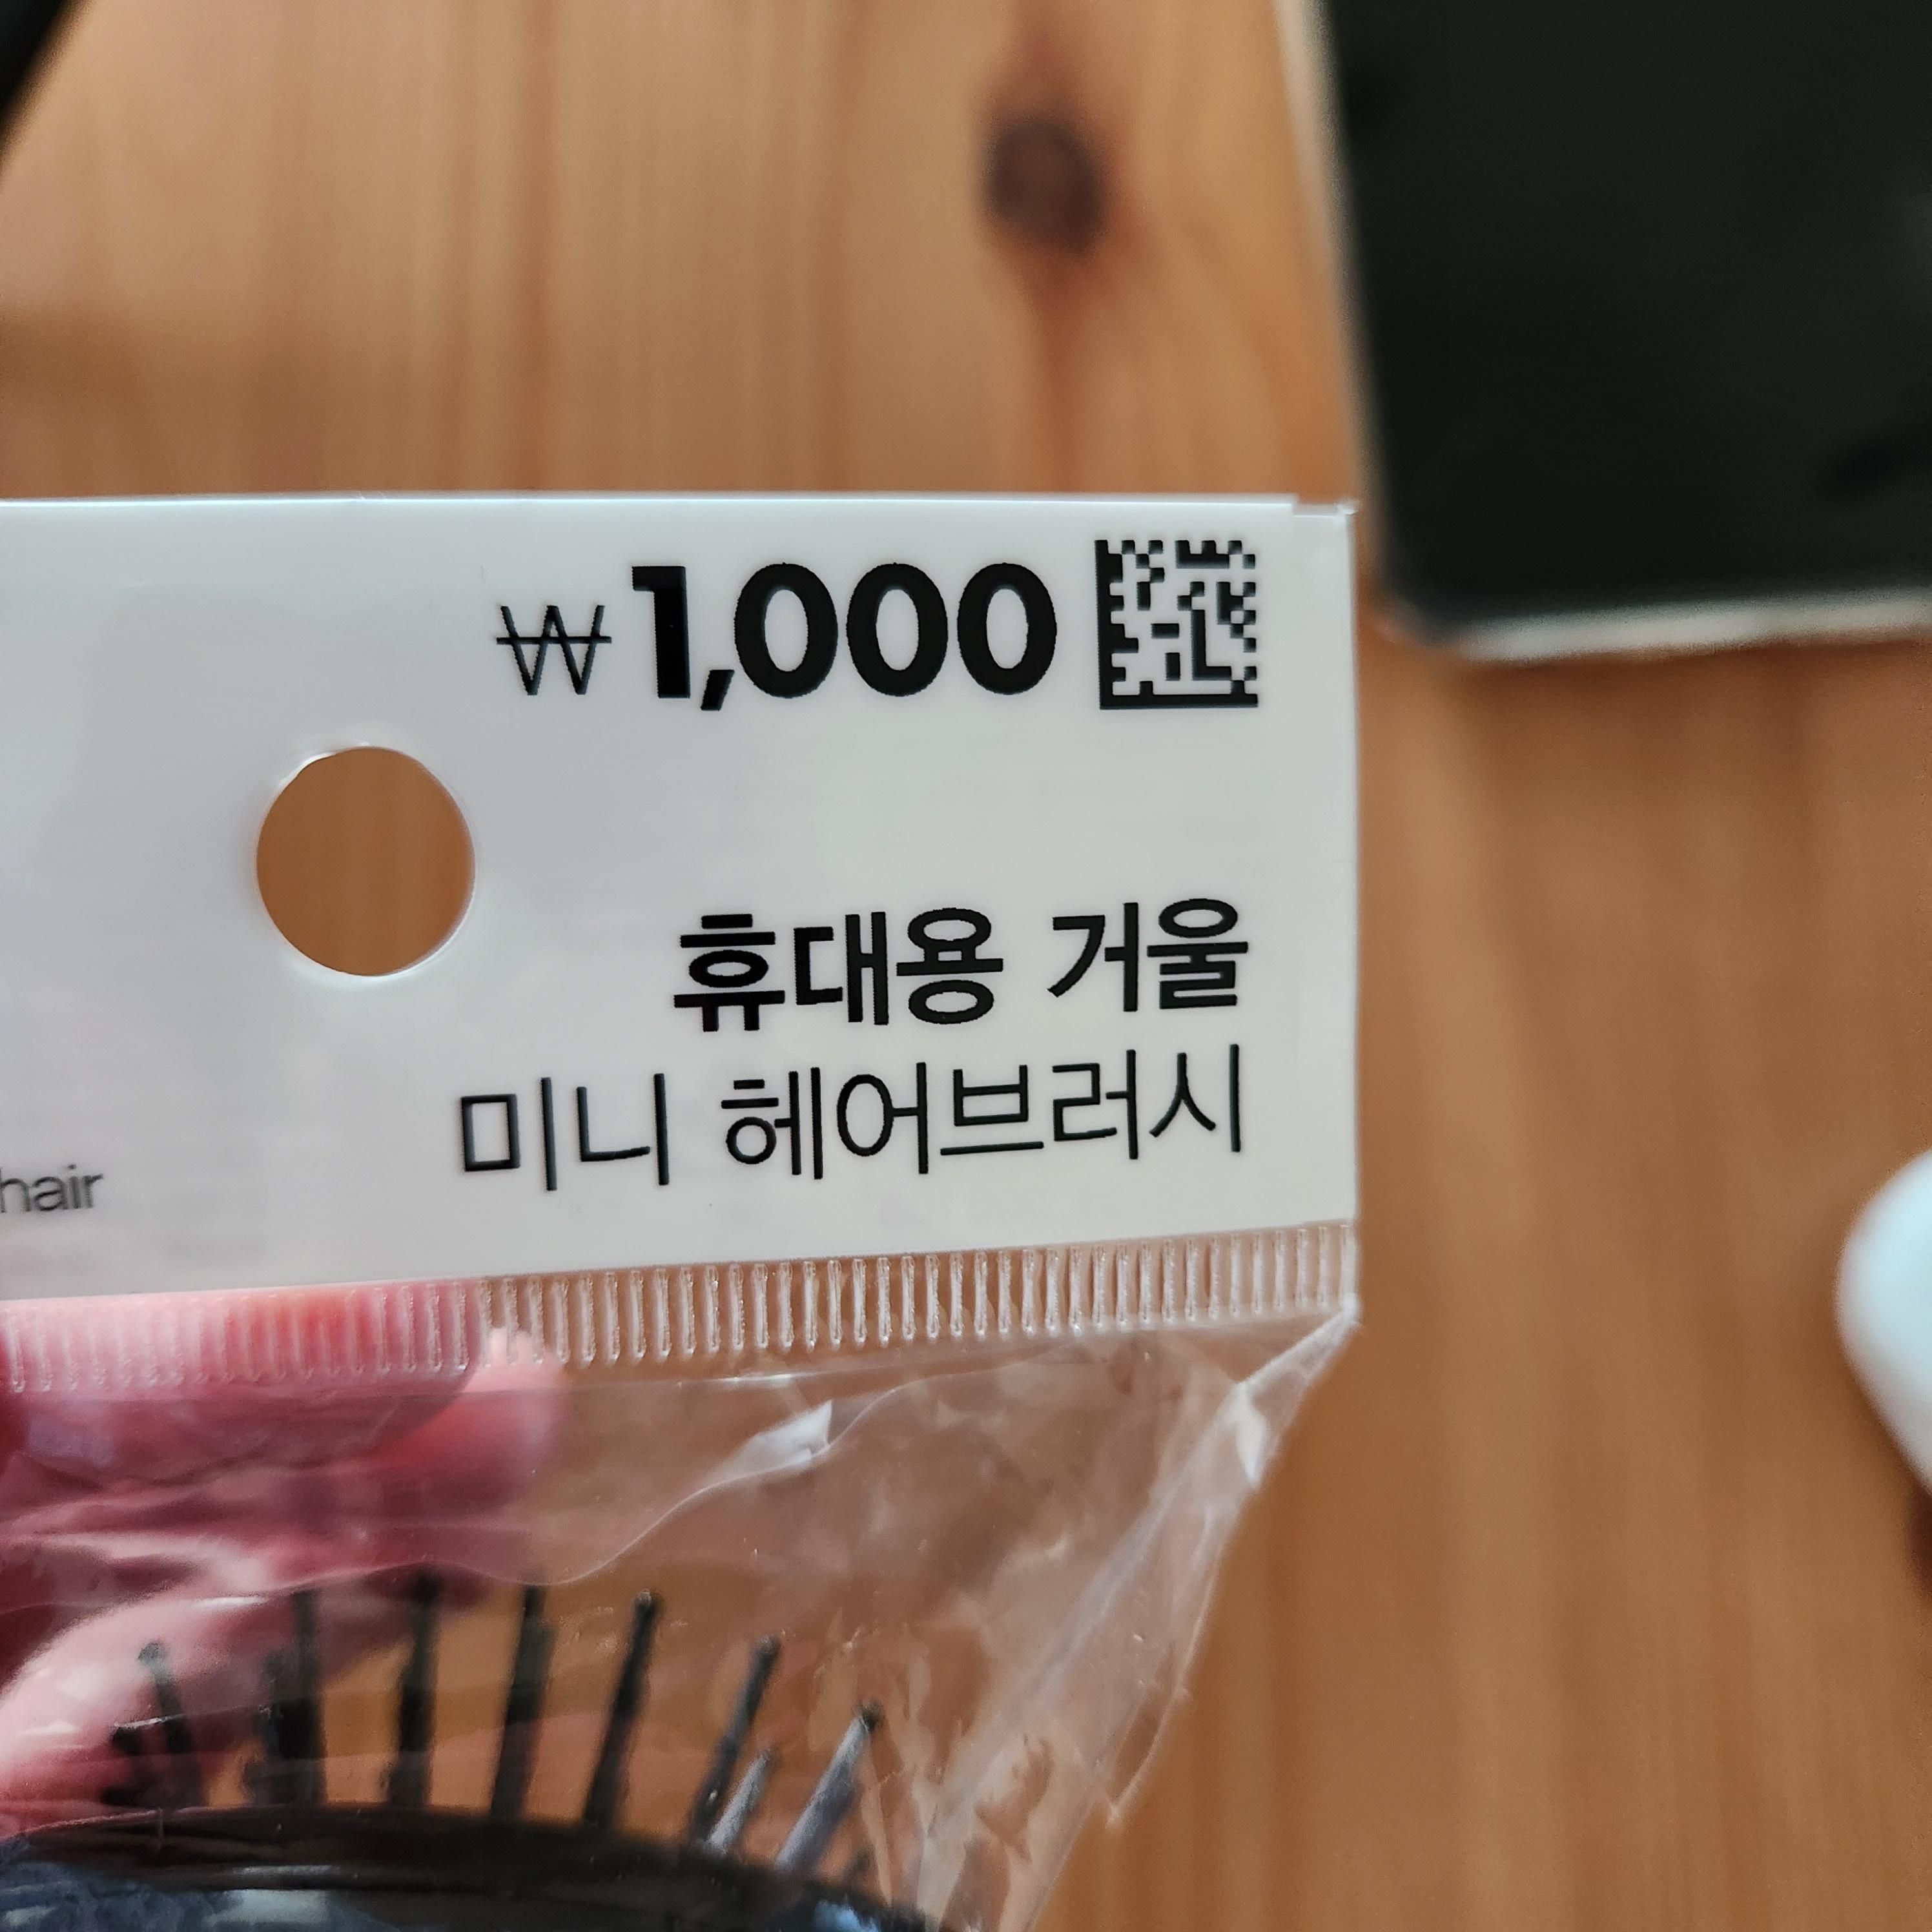 ₩1,000
휴대용 거울
미니 헤어브러시
hair